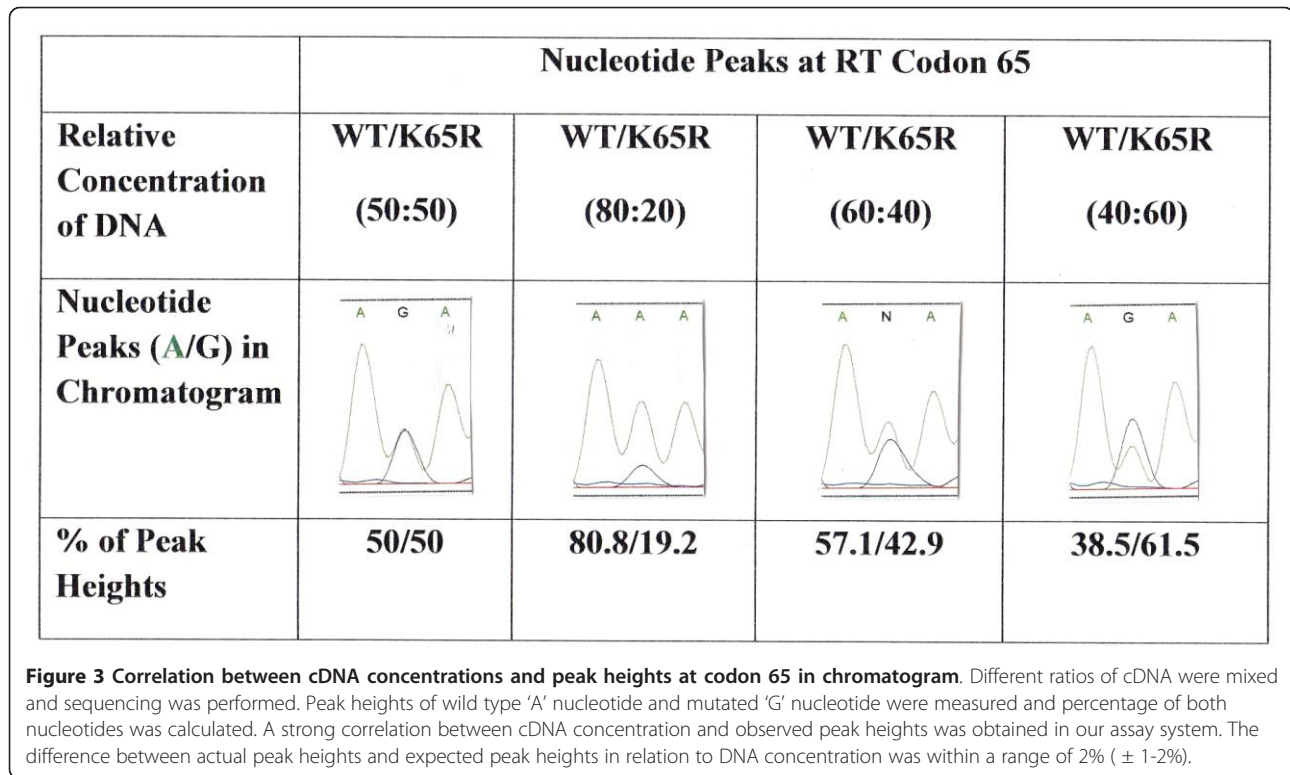 Nucleotide Peaks at RT Codon 65
Relative
Concentration
of DNA
WT/K65R
(50:50)
WT/K65R
(80:20)
WT/K65R
(60:40)
WT/K65R
(40:60)
Nucleotide
Peaks (A/G) in
Chromatogram
A G A
A A A
A N A
A G A
% of Peak
Heights
50/50
80.8/19.2
57.1/42.9
38.5/61.5
Figure 3 Correlation between cDNA concentrations and peak heights at codon 65 in chromatogram. Different ratios of cDNA were mixed
and sequencing was performed. Peak heights of wild type ‘A’ nucleotide and mutated ‘G’ nucleotide were measured and percentage of both
nucleotides was calculated. A strong correlation between cDNA concentration and observed peak heights was obtained in our assay system. The
difference between actual peak heights and expected peak heights in relation to DNA concentration was within a range of 2% ( ± 1-2%).